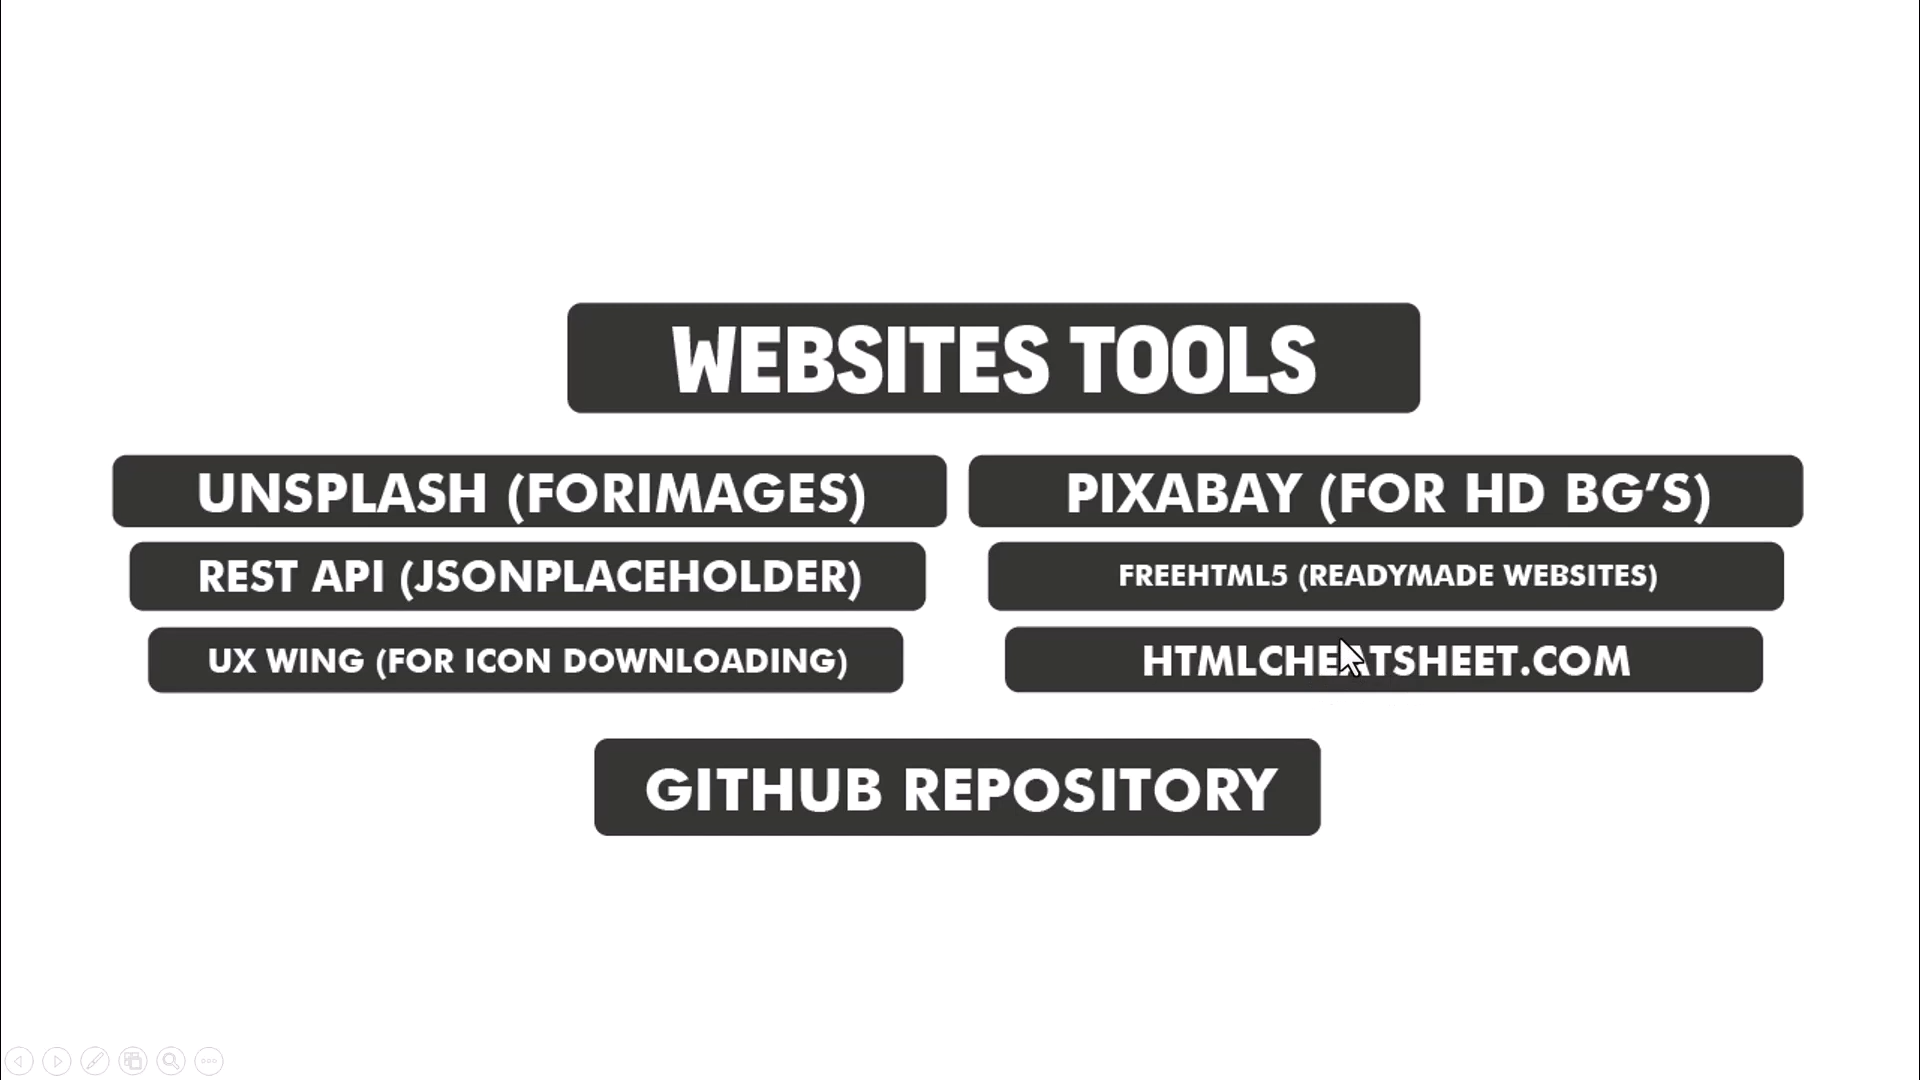 WEBSITES TOOLS
UNSPLASH (FORIMAGES)
PIXABAY (FOR HD BG’S)
REST API (JSONPLACEHOLDER)
FREEHTML5 (READYMADE WEBSITES)
UX WING (FOR ICON DOWNLOADING)
HTMLCHEATSHEET.COM
GITHUB REPOSITORY